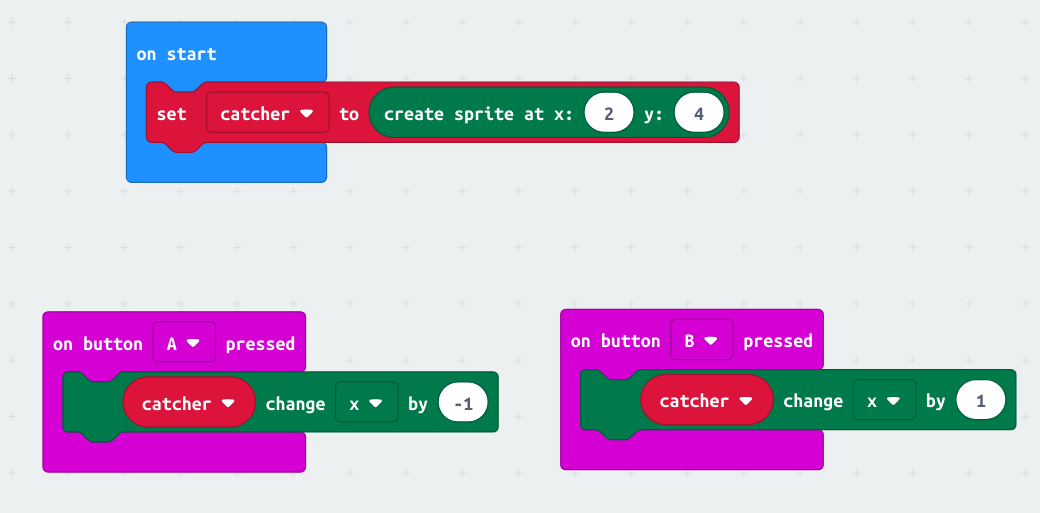 on start
set catcher to create sprite at x: 2 y: 4
on button A pressed
catcher change x by -1
on button B pressed
catcher change x by 1